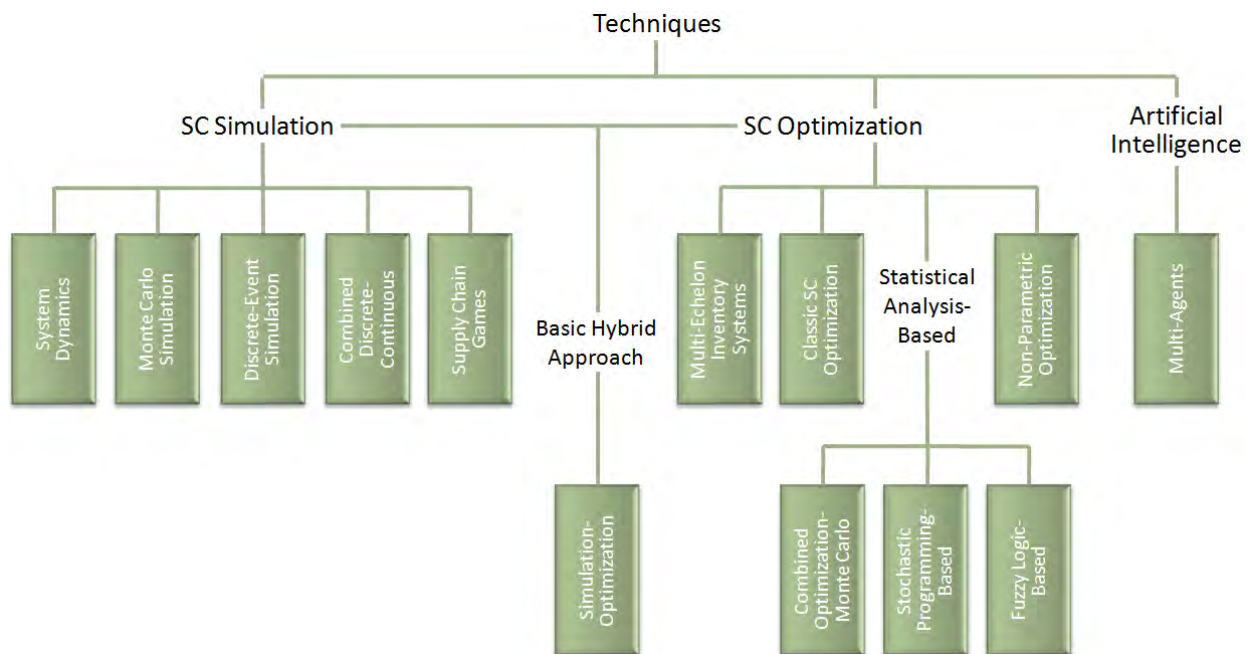 Techniques
SC Simulation
SC Optimization
Artificial
Intelligence
System
Dynamics
Monte Carlo
Simulation
Discrete-Event
Simulation
Combined
Discrete-
Continuous
Supply Chain
Games
Basic Hybrid
Approach
Multi-Echelon
Inventory
Systems
Classic SC
Optimization
Statistical
Analysis-
Based
Non-Parametric
Optimization
Multi-Agents
Simulation-
Optimization
Combined
Optimization-
Monte Carlo
Stochastic
Programming-
Based
Fuzzy Logic-
Based